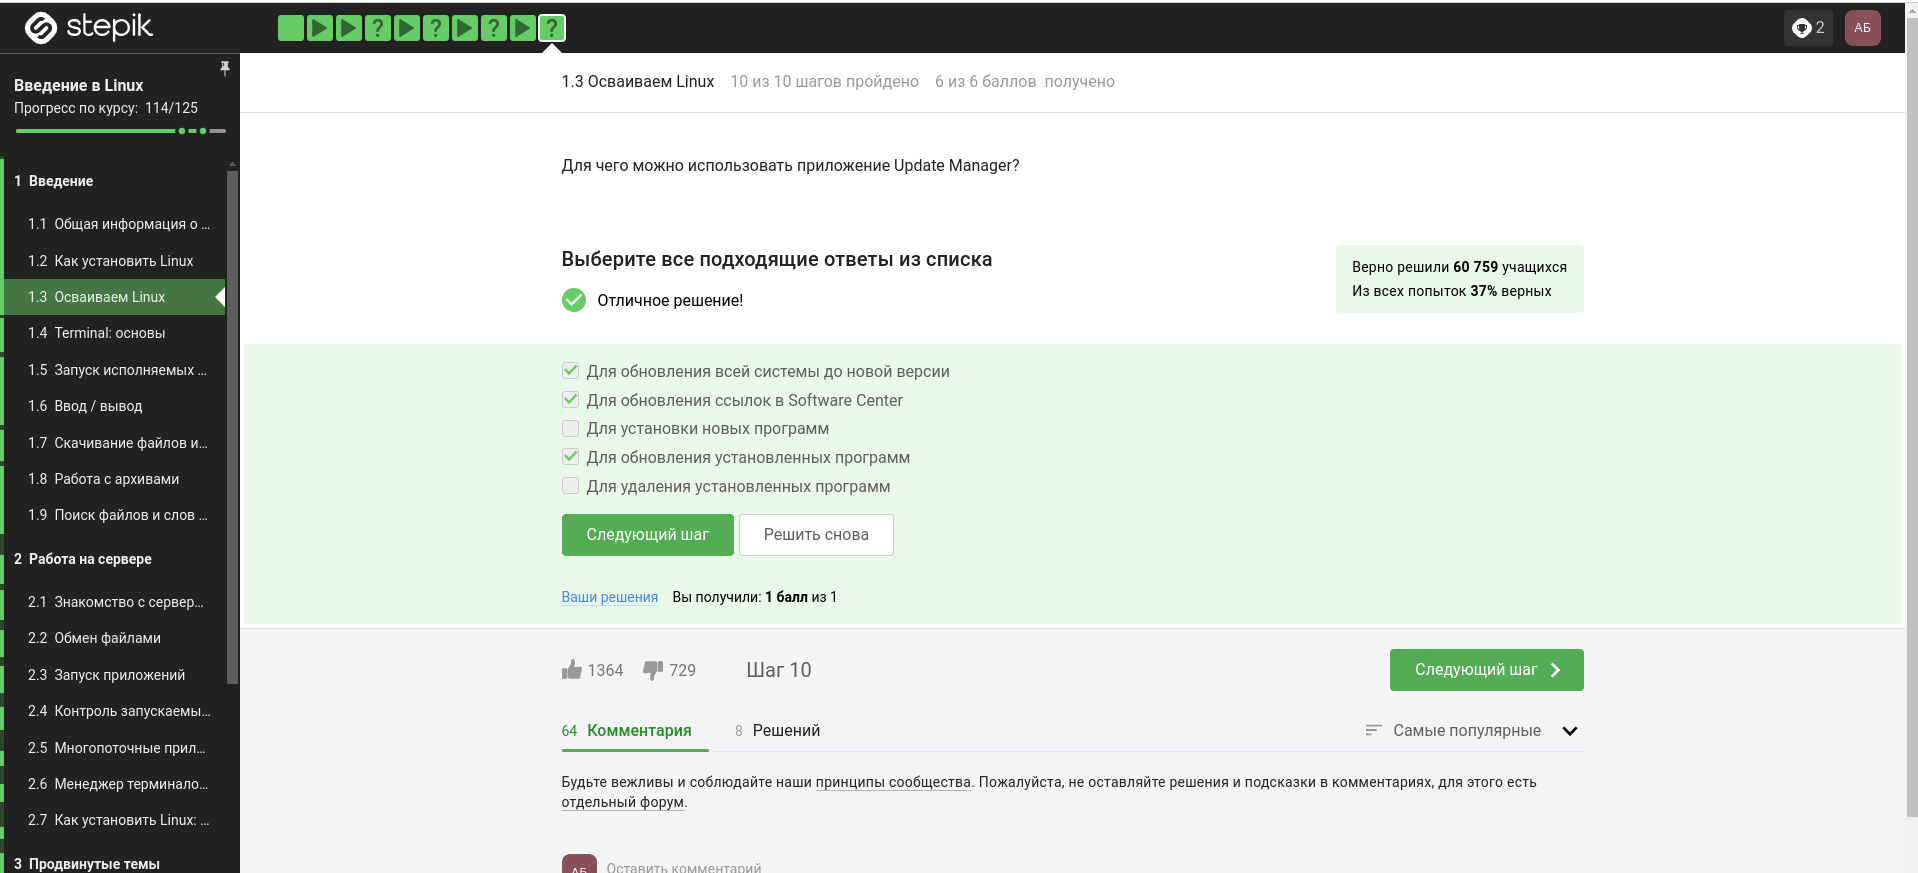 stepik
2
АБ
Введение в Linux
Прогресс по курсу: 114/125
1 Введение
1.1 Общая информация о ...
1.2 Как установить Linux
1.3 Осваиваем Linux
1.4 Terminal: основы
1.5 Запуск исполняемых ...
1.6 Ввод / вывод
1.7 Скачивание файлов и...
1.8 Работа с архивами
1.9 Поиск файлов и слов ...
2 Работа на сервере
2.1 Знакомство с сервер...
2.2 Обмен файлами
2.3 Запуск приложений
2.4 Контроль запускаемы...
2.5 Многопоточные прил...
2.6 Менеджер терминало...
2.7 Как установить Linux: ...
3 Продвинутые темы
1.3 Осваиваем Linux 10 из 10 шагов пройдено 6 из 6 баллов получено
Для чего можно использовать приложение Update Manager?
Выберите все подходящие ответы из списка
Отличное решение!
Верно решили 60 759 учащихся
Из всех попыток 37% верных
Для обновления всей системы до новой версии
Для обновления ссылок в Software Center
Для установки новых программ
Для обновления установленных программ
Для удаления установленных программ
Следующий шаг Решить снова
Ваши решения Вы получили: 1 балл из 1
1364 729 Шаг 10 Следующий шаг
64 Комментария 8 Решений Самые популярные
Будьте вежливы и соблюдайте наши принципы сообщества. Пожалуйста, не оставляйте решения и подсказки в комментариях, для этого есть
отдельный форум.
АБ Оставить комментарий